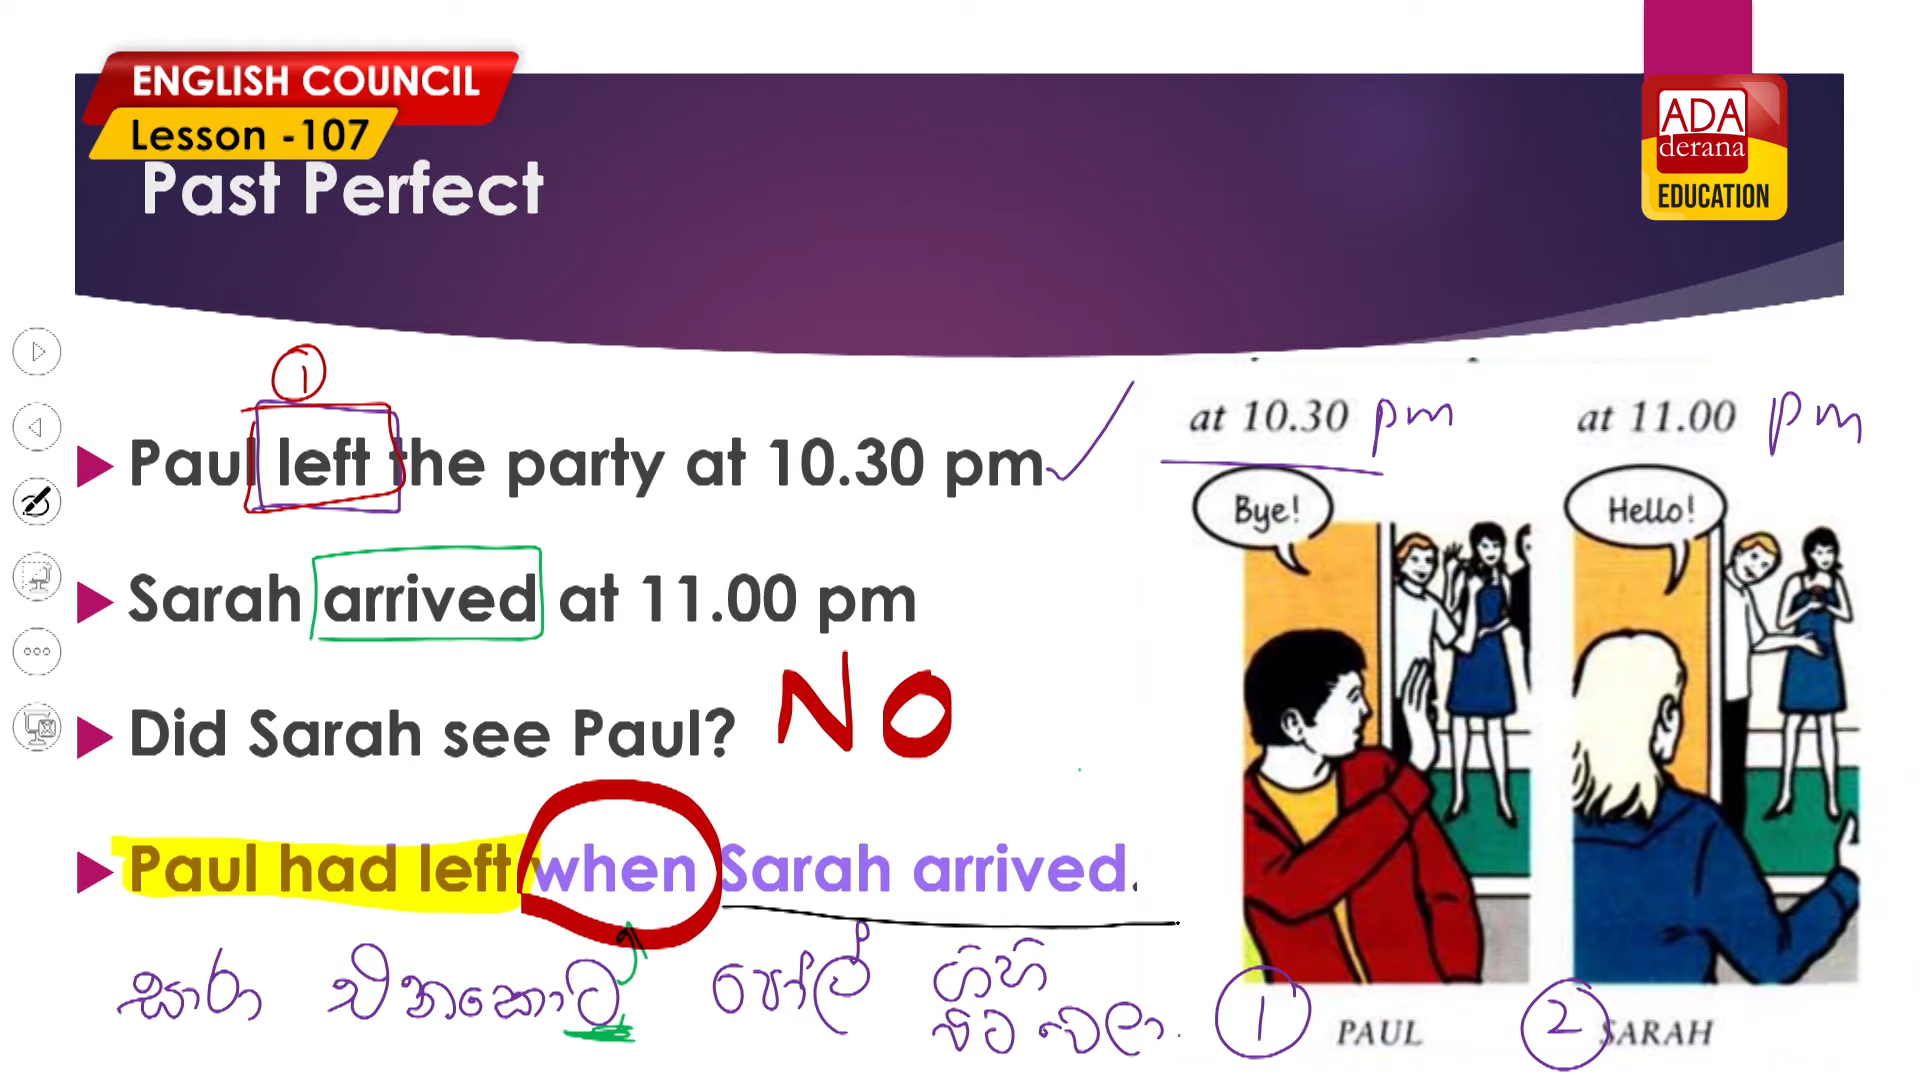 ENGLISH COUNCIL
Lesson -107
Past Perfect
ADA
derana
EDUCATION
1
Paul left the party at 10.30 pm
Sarah arrived at 11.00 pm
Did Sarah see Paul? NO
Paul had left when Sarah arrived.
සාරා එනකොට පෝල් ගිහි
at 10.30 pm
at 11.00 pm
Bye!
Hello!
1 PAUL
2 SARAH